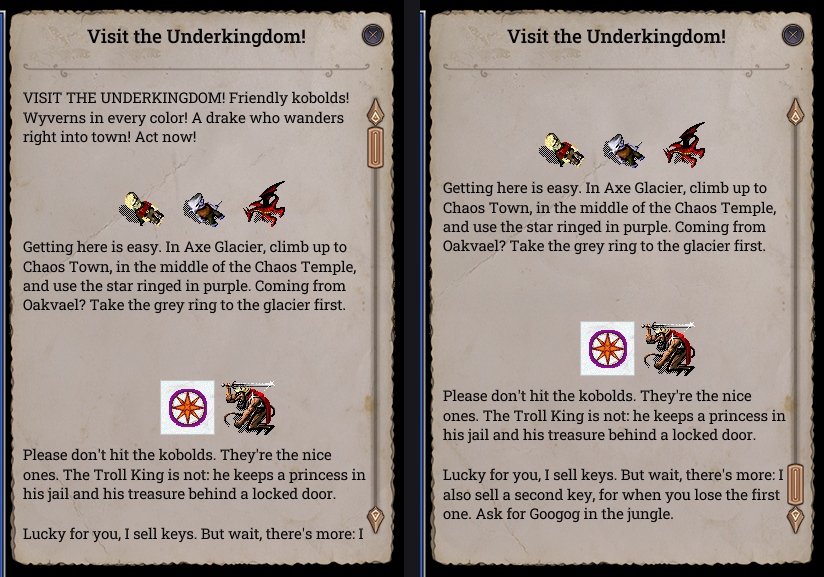 Visit the Underkingdom!
VISIT THE UNDERKINGDOM! Friendly kobolds!
Wyverns in every color! A drake who wanders
right into town! Act now!
Getting here is easy. In Axe Glacier, climb up to
Chaos Town, in the middle of the Chaos Temple,
and use the star ringed in purple. Coming from
Oakvael? Take the grey ring to the glacier first.
Please don't hit the kobolds. They're the nice
ones. The Troll King is not: he keeps a princess in
his jail and his treasure behind a locked door.
Lucky for you, I sell keys. But wait, there's more: I
Visit the Underkingdom!
Getting here is easy. In Axe Glacier, climb up to
Chaos Town, in the middle of the Chaos Temple,
and use the star ringed in purple. Coming from
Oakvael? Take the grey ring to the glacier first.
Please don't hit the kobolds. They're the nice
ones. The Troll King is not: he keeps a princess in
his jail and his treasure behind a locked door.
Lucky for you, I sell keys. But wait, there's more: I
also sell a second key, for when you lose the first
one. Ask for Googog in the jungle.